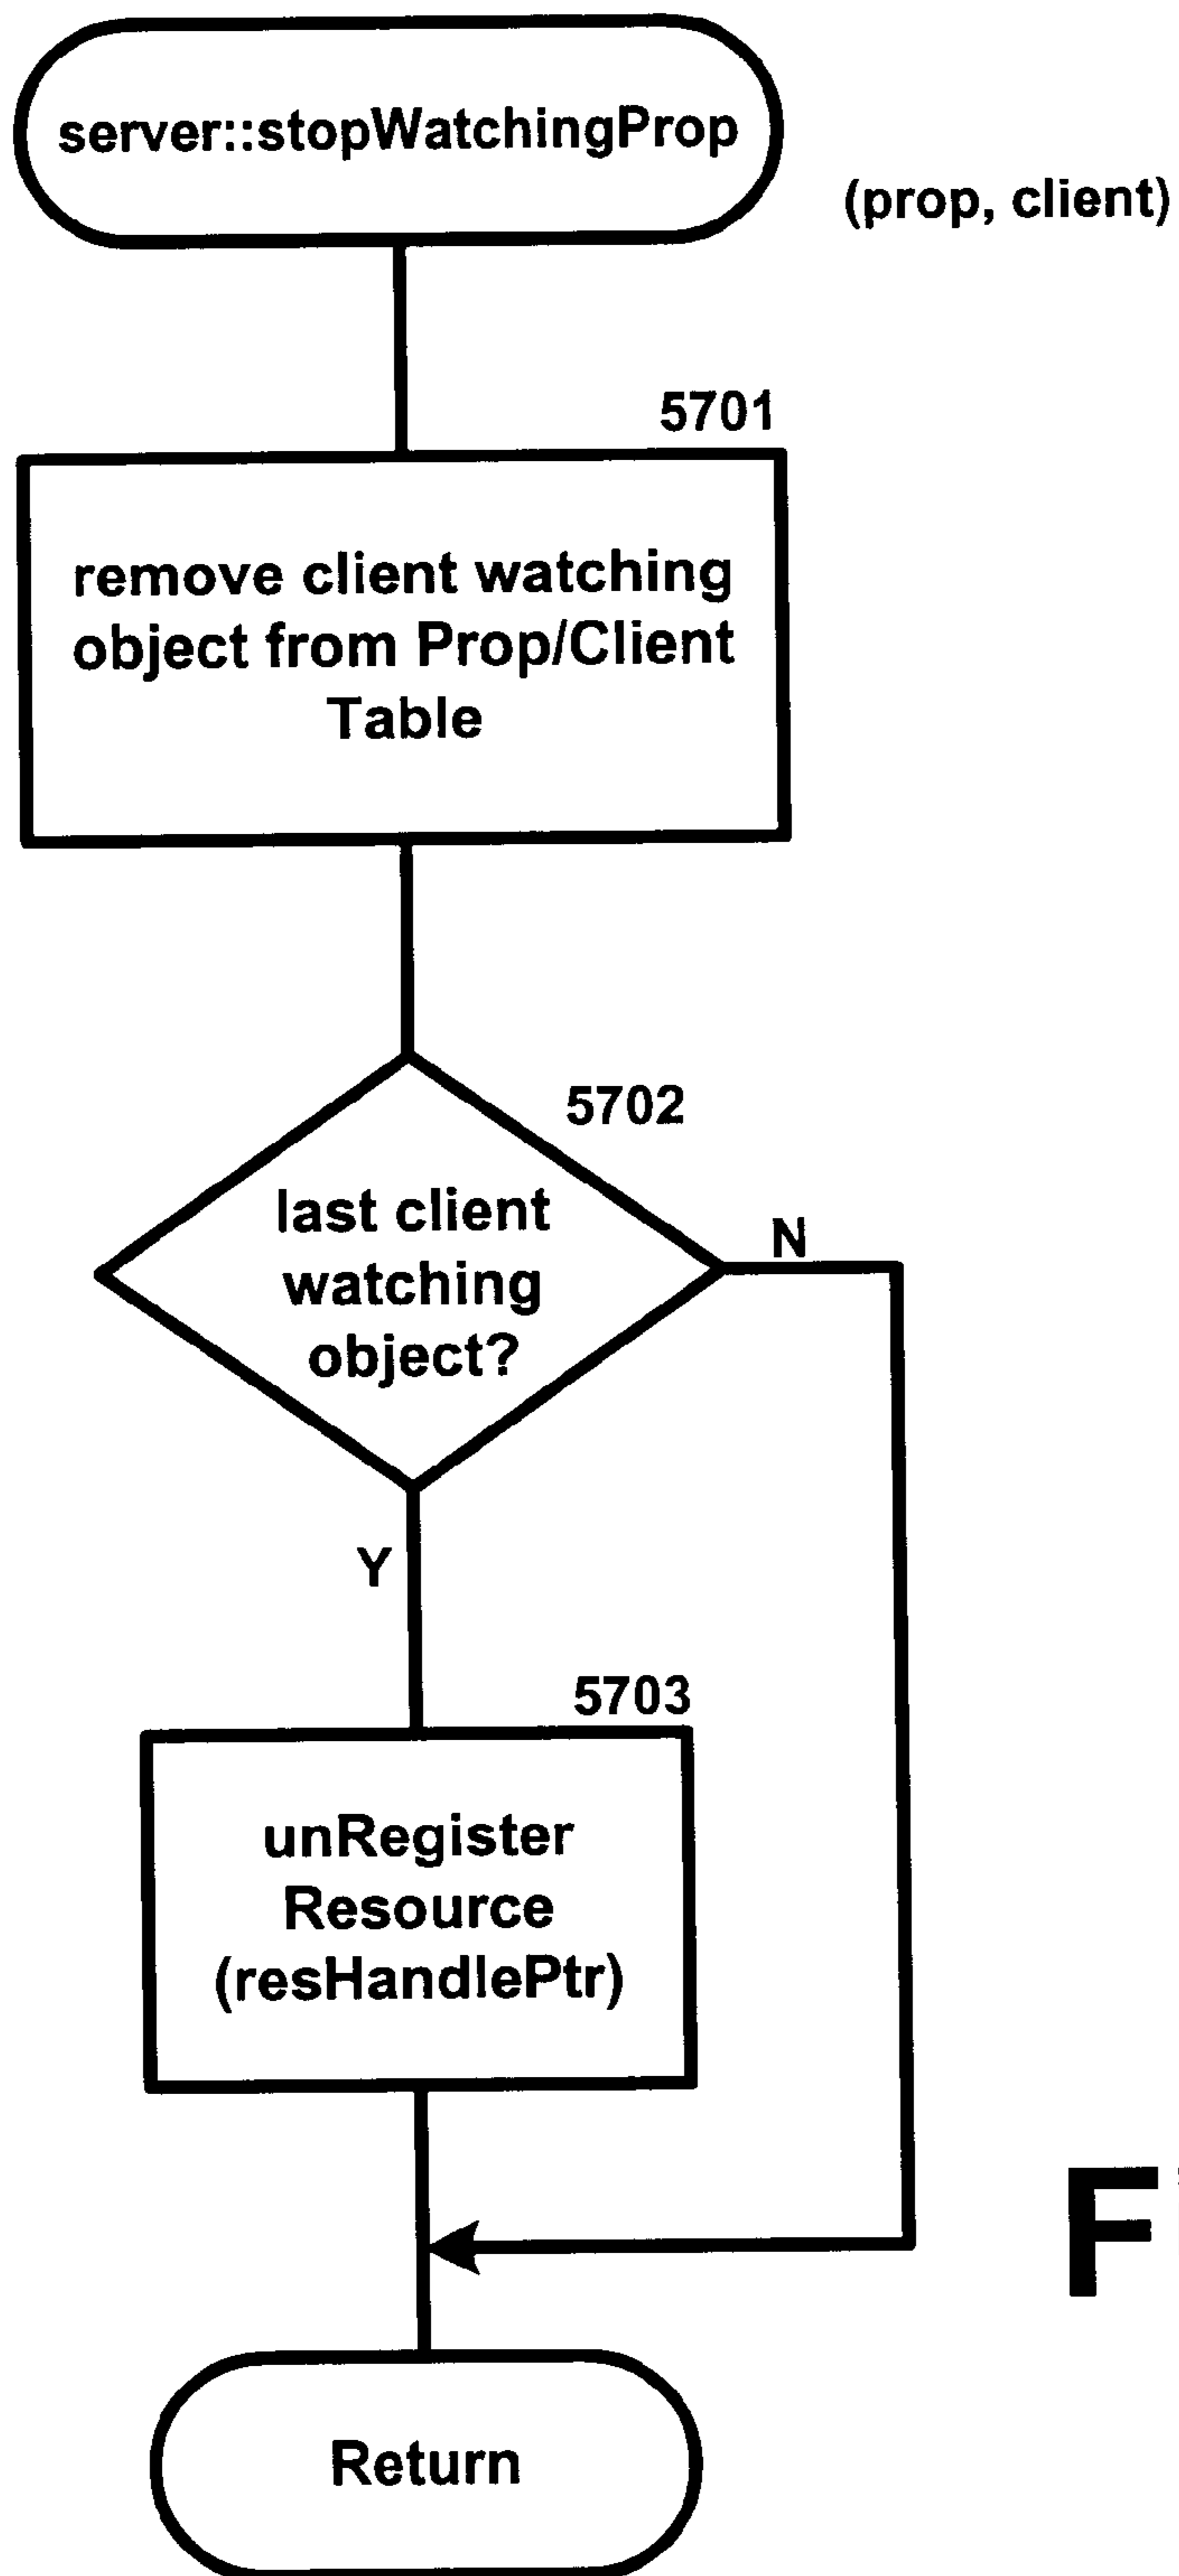 server::stopWatchingProp
(prop, client)
5701
remove client watching
object from Prop/Client
Table
5702
last client
watching
object?
N
Y
5703
unRegister
Resource
(resHandlePtr)
Return